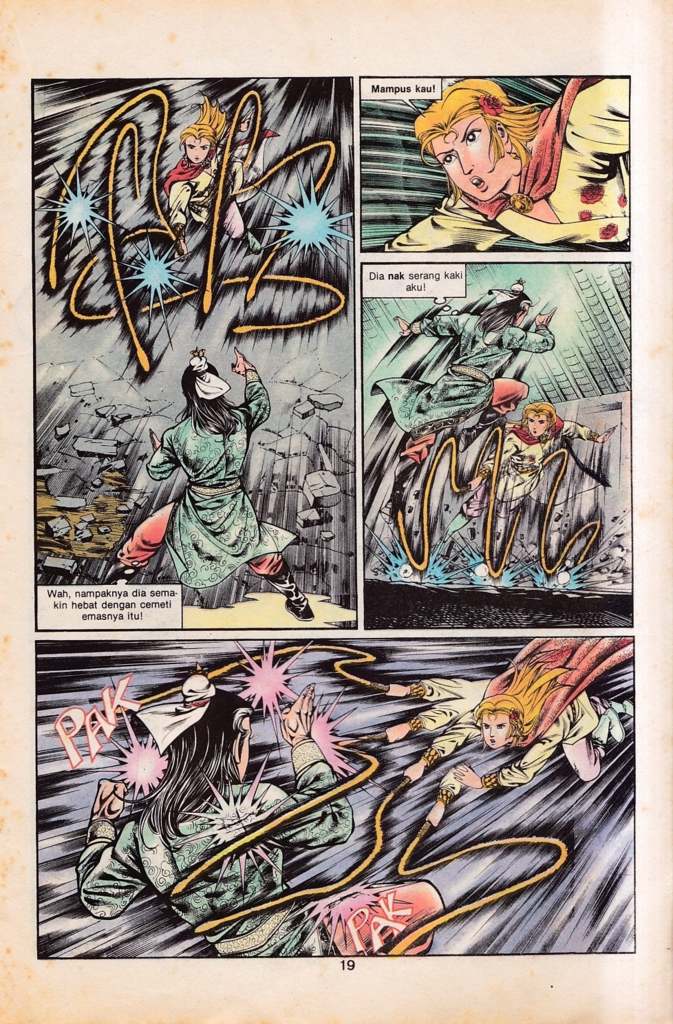 Wah, nampaknya dia sema-
kin hebat dengan cemeti
emasnya itu!
Mampus kau!
Dia nak serang kaki
aku!
PAK
PAK
19